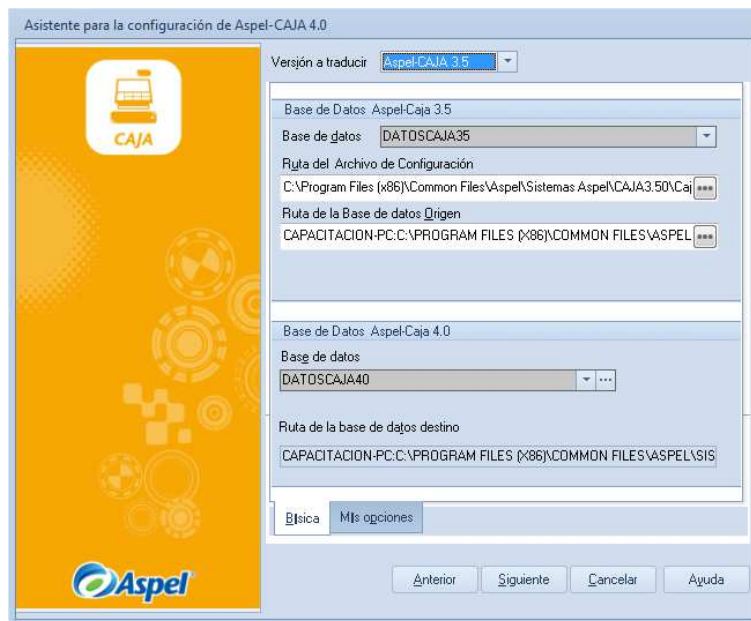 Asistente para la configuración de Aspel-CAJA 4.0
CAJA
Versión a traducir Aspel-CAJA 3.5
Base de Datos Aspel-Caja 3.5
Base de datos DATOSCAJA35
Ruta del Archivo de Configuración
C:\Program Files (x86)\Common Files\Aspel\Sistemas Aspel\CAJA3.50\Caj
Ruta de la Base de datos Origen
CAPACITACION-PC:C:\PROGRAM FILES (X86)\COMMON FILES\ASPEL
Base de Datos Aspel-Caja 4.0
Base de datos
DATOSCAJA40
Ruta de la base de datos destino
CAPACITACION-PC:C:\PROGRAM FILES (X86)\COMMON FILES\ASPEL\SIS
Bísica Mis opciones
Aspel
Anterior Siguiente Cancelar Ayuda